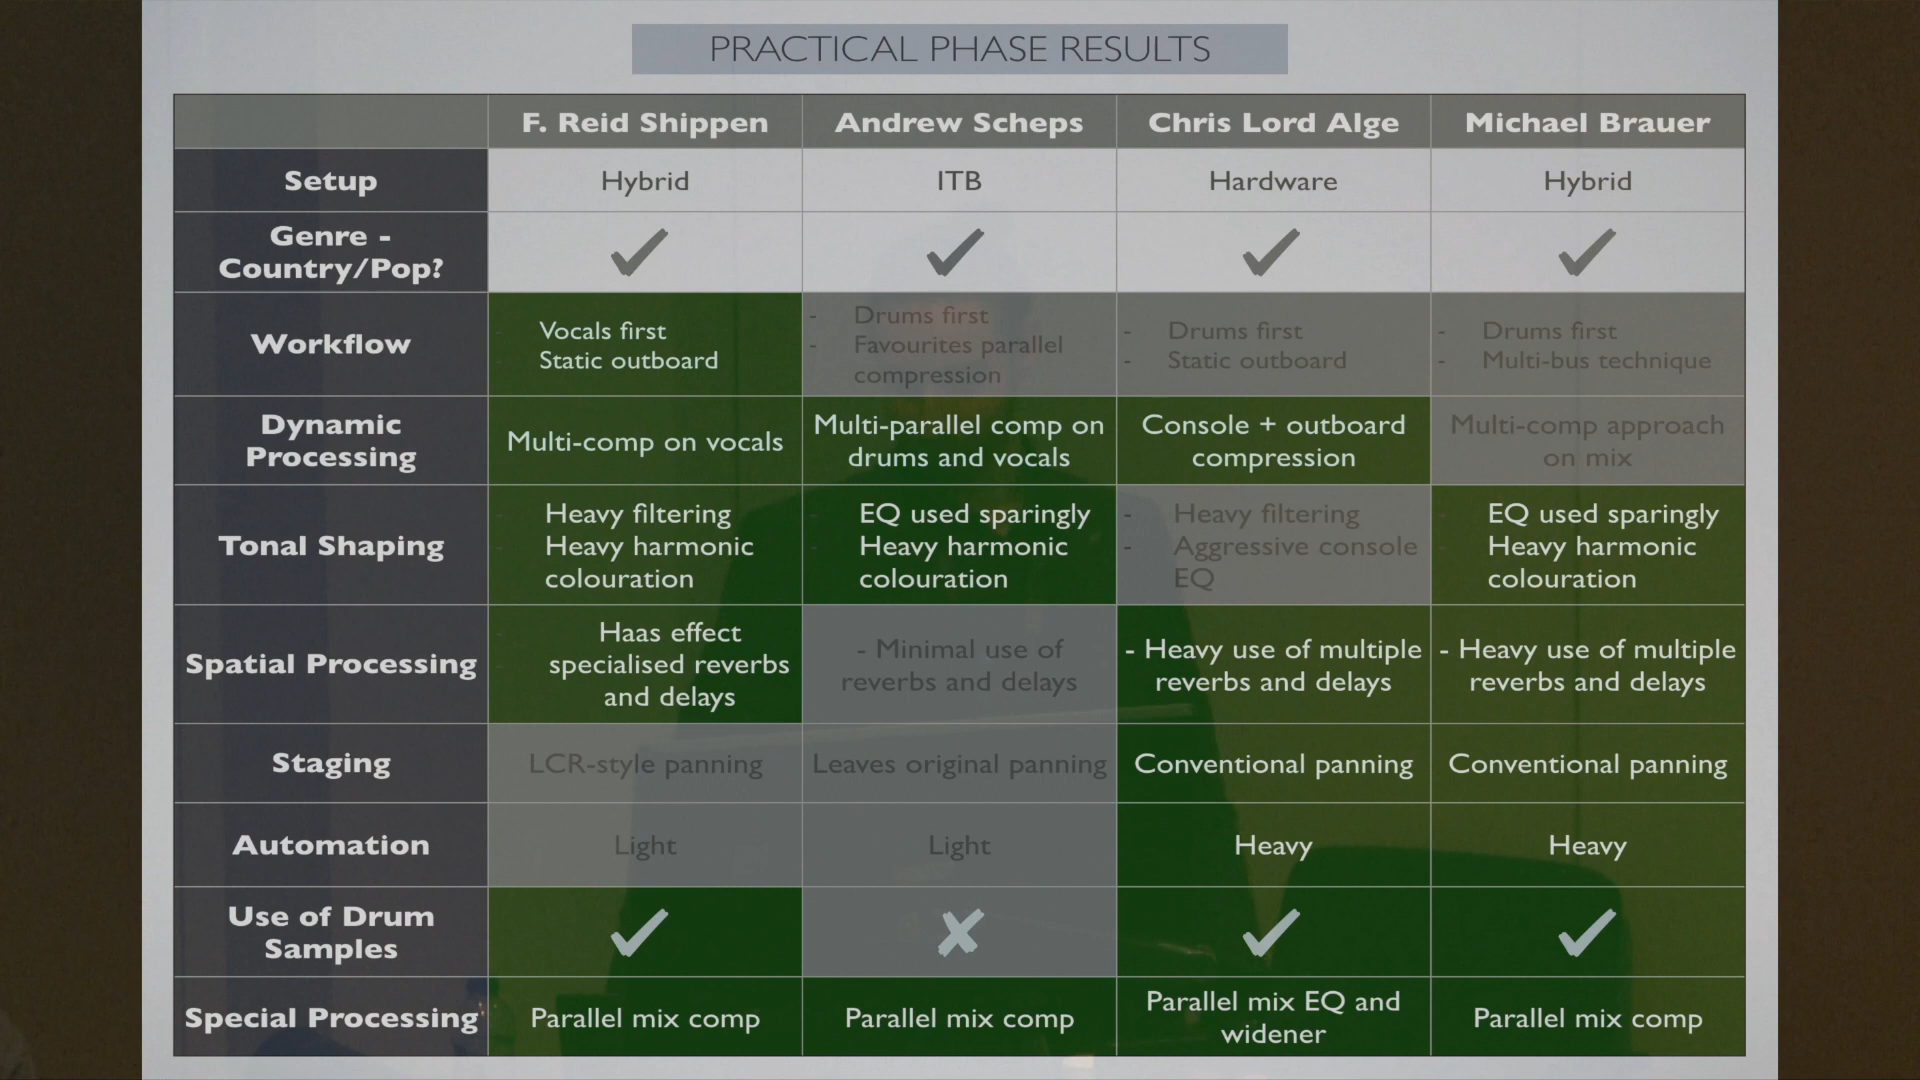 PRACTICAL PHASE RESULTS
F. Reid Shippen
Andrew Scheps
Chris Lord Alge
Michael Brauer
Setup
Hybrid
ITB
Hardware
Hybrid
Genre -
Country/Pop?
✓
✓
✓
✓
Workflow
Vocals first
Static outboard
- Drums first
- Favourites parallel
compression
- Drums first
- Static outboard
- Drums first
- Multi-bus technique
Dynamic
Processing
Multi-comp on vocals
Multi-parallel comp on
drums and vocals
Console + outboard
compression
Multi-comp approach
on mix
Tonal Shaping
Heavy filtering
Heavy harmonic
colouration
EQ used sparingly
Heavy harmonic
colouration
- Heavy filtering
- Aggressive console
EQ
EQ used sparingly
Heavy harmonic
colouration
Spatial Processing
Haas effect
specialised reverbs
and delays
- Minimal use of
reverbs and delays
- Heavy use of multiple
reverbs and delays
- Heavy use of multiple
reverbs and delays
Staging
LCR-style panning
Leaves original panning
Conventional panning
Conventional panning
Automation
Light
Light
Heavy
Heavy
Use of Drum
Samples
✓
✗
✓
✓
Special Processing
Parallel mix comp
Parallel mix comp
Parallel mix EQ and
widener
Parallel mix comp